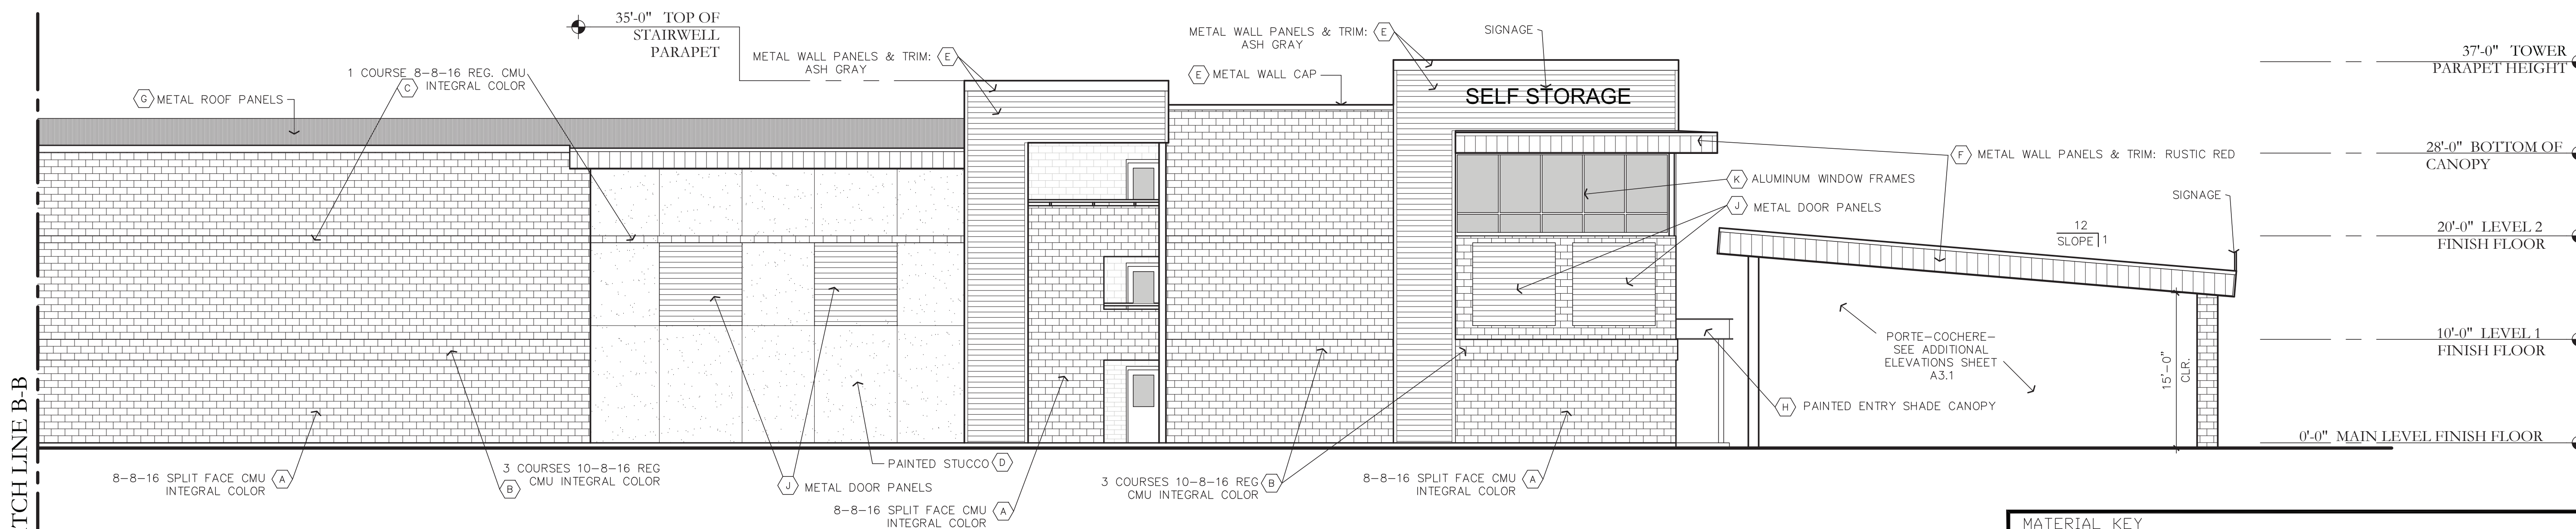 35'-0" TOP OF
STAIRWELL
PARAPET
METAL WALL PANELS & TRIM: E
ASH GRAY
1 COURSE 8-8-16 REG. CMU
C INTEGRAL COLOR
G METAL ROOF PANELS
METAL WALL PANELS & TRIM: E
ASH GRAY
SIGNAGE
E METAL WALL CAP
SELF STORAGE
37'-0" TOWER
PARAPET HEIGHT
F METAL WALL PANELS & TRIM: RUSTIC RED
28'-0" BOTTOM OF
CANOPY
K ALUMINUM WINDOW FRAMES
J METAL DOOR PANELS
SIGNAGE
12
SLOPE 1
20'-0" LEVEL 2
FINISH FLOOR
10'-0" LEVEL 1
FINISH FLOOR
PORTE-COCHERE-
SEE ADDITIONAL
ELEVATIONS SHEET
A3.1
15'-0"
CLR.
H PAINTED ENTRY SHADE CANOPY
0'-0" MAIN LEVEL FINISH FLOOR
TCH LINE B-B
8-8-16 SPLIT FACE CMU A
INTEGRAL COLOR
3 COURSES 10-8-16 REG
B CMU INTEGRAL COLOR
J METAL DOOR PANELS
PAINTED STUCCO D
8-8-16 SPLIT FACE CMU A
INTEGRAL COLOR
3 COURSES 10-8-16 REG B
CMU INTEGRAL COLOR
8-8-16 SPLIT FACE CMU A
INTEGRAL COLOR
MATERIAL KEY